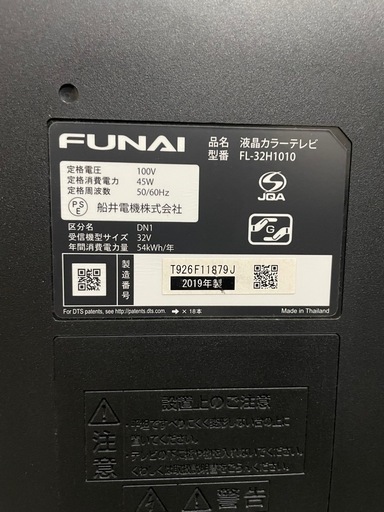 FUNAI
品名 液晶カラーテレビ
型番 FL-32H1010
定格電圧 100V
定格消費電力 45W
定格周波数 50/60Hz
PSE 船井電機株式会社
JQA
G
区分名 DN1
受信機型サイズ 32V
年間消費電力量 54kWh/年
製造番号
T926F11879J
2019年製
For DTS patents, see http://patents.dts.com. → × 18本
Made in Thailand
設置上のご注意
注意
警告